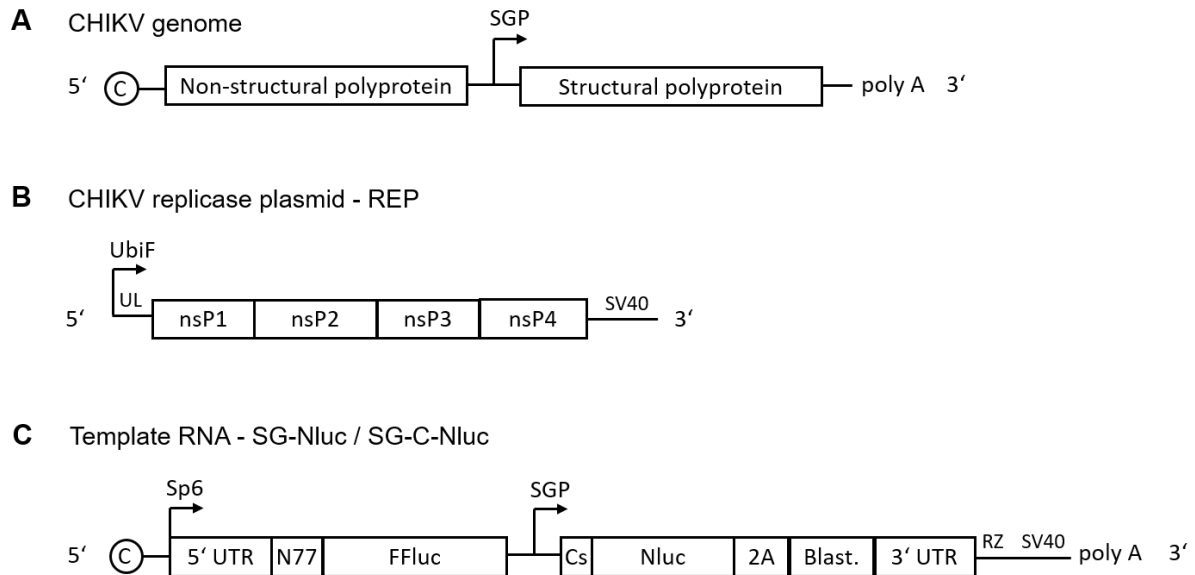 A CHIKV genome
SGP
5‘ C Non-structural polyprotein Structural polyprotein poly A 3‘
B CHIKV replicase plasmid - REP
UbiF
UL SV40
5‘ nsP1 nsP2 nsP3 nsP4 3‘
C Template RNA - SG-Nluc / SG-C-Nluc
Sp6 SGP
5‘ C 5‘ UTR N77 FFluc Cs Nluc 2A Blast. 3‘ UTR RZ SV40 poly A 3‘